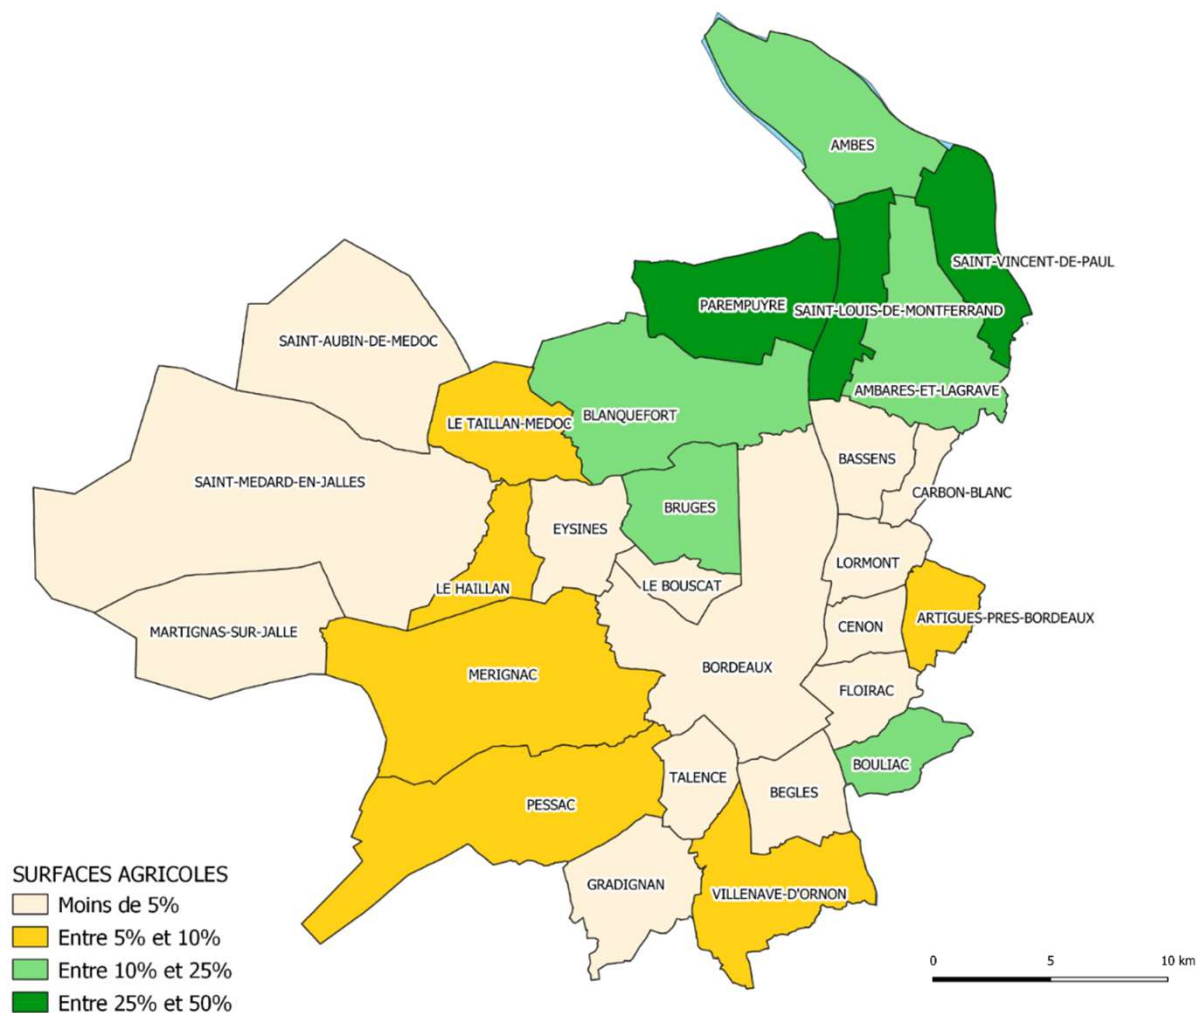 AMBES
SAINT-VINCENT-DE-PAUL
PAREMPUYRE
SAINT-LOUIS-DE-MONTFERRAND
SAINT-AUBIN-DE-MEDOC
AMBARES-ET-LAGRAVE
LE TAILLAN-MEDOC
BLANQUEFORT
BASSENS
SAINT-MEDARD-EN-JALLES
CARBON-BLANC
BRUGES
EYSINES
LORMONT
LE BOUSCAT
LE HAILLAN
ARTIGUES-PRES-BORDEAUX
CENON
MARTIGNAS-SUR-JALLE
BORDEAUX
MERIGNAC
FLOIRAC
BOULIAC
TALENCE
BEGLES
PESSAC
GRADIGNAN
VILLENAVE-D'ORNON
SURFACES AGRICOLES
Moins de 5%
Entre 5% et 10%
Entre 10% et 25%
Entre 25% et 50%
0 5 10 km